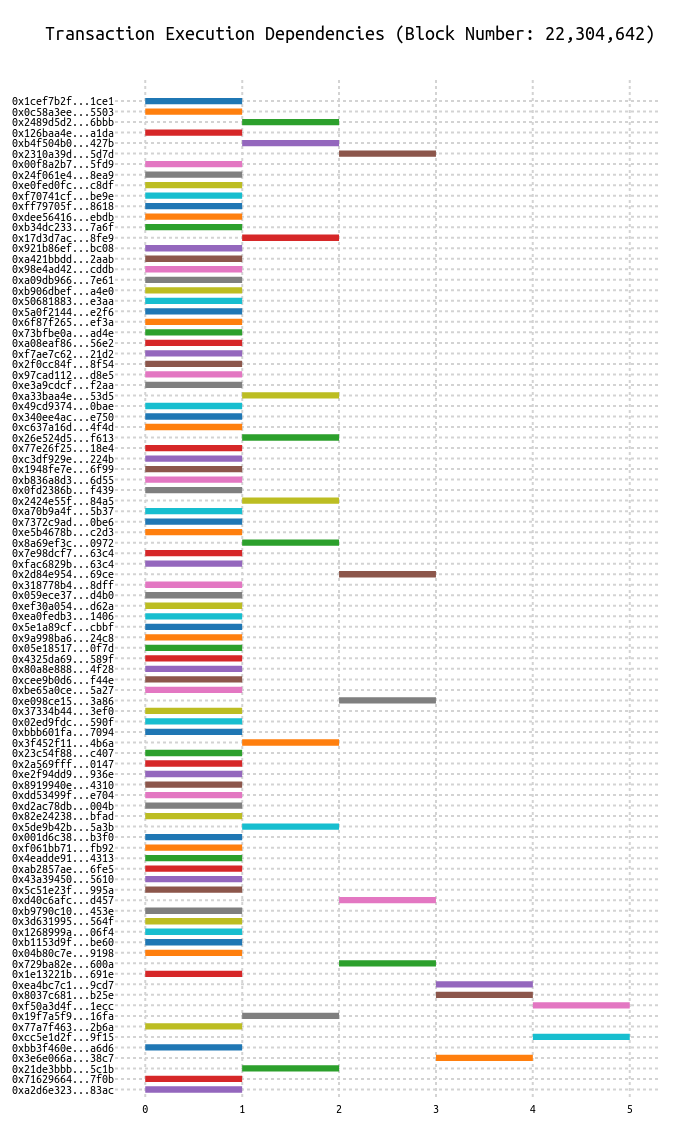 Transaction Execution Dependencies (Block Number: 22,304,642)
0x1cef7b2f...1ce1
0x0c58a3ee...5503
0x2489d5d2...6bbb
0x126baa4e...a1da
0xb4f504b0...427b
0x2310a39d...5d7d
0x00f8a2b7...5fd9
0x24f061e4...8ea9
0xe0fed0fc...c8df
0xf70741cf...be9e
0xff79705f...8618
0xdee56416...ebdb
0xb34dc233...7a6f
0x17d3d7ac...8fe9
0x921b86ef...bc08
0xa421bbdd...2aab
0x98e4ad42...cddb
0xa09db966...7e61
0xb906dbef...a4e0
0x50681883...e3aa
0x5a0f2144...e2f6
0x6f87f265...ef3a
0x73bfbe0a...ad4e
0xa08eaf86...56e2
0xf7ae7c62...21d2
0x2f0cc84f...8f54
0x97cad112...d8e5
0xe3a9cdcf...f2aa
0xa33baa4e...53d5
0x49cd9374...0bae
0x340ee4ac...e750
0xc637a16d...4f4d
0x26e524d5...f613
0x77e26f25...18e4
0xc3df929e...224b
0x1948fe7e...6f99
0xb836a8d3...6d55
0x0fd2386b...f439
0x2424e55f...84a5
0xa70b9a4f...5b37
0x7372c9ad...0be6
0xe5b4678b...c2d3
0x8a69ef3c...0972
0x7e98dcf7...63c4
0xfac6829b...63c4
0x2d84e954...69ce
0x318778b4...8dff
0x059ece37...d4b0
0xef30a054...d62a
0xea0fedb3...1406
0x5e1a89cf...cbbf
0x9a998ba6...24c8
0x05e18517...0f7d
0x4325da69...589f
0x80a8e888...4f28
0xcee9b0d6...f44e
0xbe65a0ce...5a27
0xe098ce15...3a86
0x37334b44...3ef0
0x02ed9fdc...590f
0xbbb601fa...7094
0x3f452f11...4b6a
0x23c54f88...c407
0x2a569fff...0147
0xe2f94dd9...936e
0x8919940e...4310
0xdd53499f...e704
0xd2ac78db...004b
0x82e24238...bfad
0x5de9b42b...5a3b
0x001d6c38...b3f0
0xf061bb71...fb92
0x4eadde91...4313
0xab2857ae...6fe5
0x43a39450...5610
0x5c51e23f...995a
0xd40c6afc...d457
0xb9790c10...453e
0x3d631995...564f
0x1268999a...06f4
0xb1153d9f...be60
0x04b80c7e...9198
0x729ba82e...600a
0x1e13221b...691e
0xea4bc7c1...9cd7
0x8037c681...b25e
0xf50a3d4f...1ecc
0x19f7a5f9...16fa
0x77a7f463...2b6a
0xcc5e1d2f...9f15
0xbb3f460e...a6d6
0x3e6e066a...38c7
0x21de3bbb...5c1b
0x71629664...7f0b
0xa2d6e323...83ac
0 1 2 3 4 5